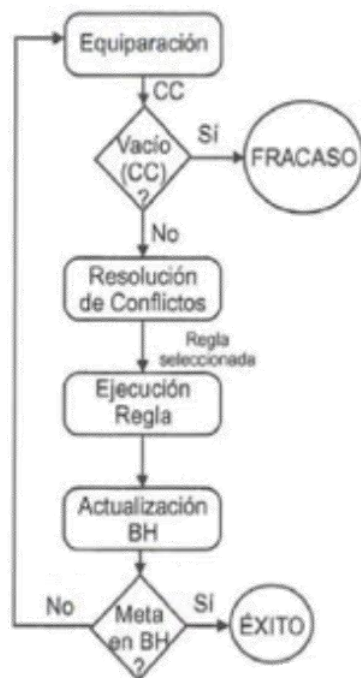 Equiparación
CC
Vacío
(CC)
?
Sí
FRACASO
No
Resolución
de Conflictos
Regla
seleccionada
Ejecución
Regla
Actualización
BH
No
Meta
en BH
?
Sí
ÉXITO